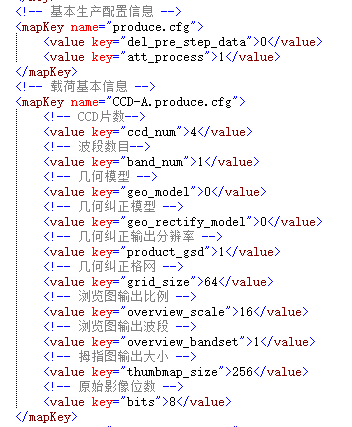 <!-- 基本生产配置信息 -->
<mapKey name="produce.cfg">
<value key="del_pre_step_data">0</value>
<value key="att_process">1</value>
</mapKey>
<!-- 载荷基本信息 -->
<mapKey name="CCD-A.produce.cfg">
<!-- CCD片数-->
<value key="ccd_num">4</value>
<!-- 波段数目-->
<value key="band_num">1</value>
<!-- 几何模型 -->
<value key="geo_model">0</value>
<!-- 几何纠正模型 -->
<value key="geo_rectify_model">0</value>
<!-- 几何纠正输出分辨率 -->
<value key="product_gsd">1</value>
<!-- 几何纠正格网 -->
<value key="grid_size">64</value>
<!-- 浏览图输出比例 -->
<value key="overview_scale">16</value>
<!-- 浏览图输出波段 -->
<value key="overview_bandset">1</value>
<!-- 拇指图输出大小 -->
<value key="thumbmap_size">256</value>
<!-- 原始影像位数 -->
<value key="bits">8</value>
</mapKey>